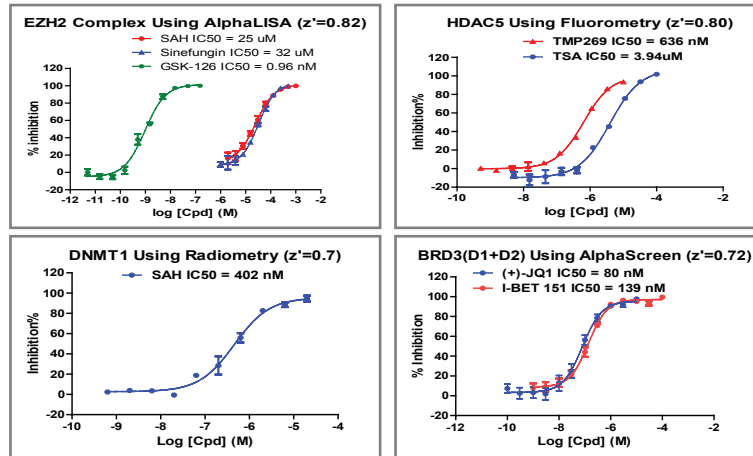 EZH2 Complex Using AlphaLISA (z'=0.82)
SAH IC50 = 25 uM
Sinefungin IC50 = 32 uM
GSK-126 IC50 = 0.96 nM
% inhibition
120
100
80
60
40
20
0
-20
-12 -11 -10 -9 -8 -7 -6 -5 -4 -3 -2 -1
log [Cpd] (M)
HDAC5 Using Fluorometry (z'=0.80)
TMP269 IC50 = 636 nM
TSA IC50 = 3.94uM
Inhibition%
120
100
80
60
40
20
0
-20
-10 -8 -6 -4 -2
log [Cpd] (M)
DNMT1 Using Radiometry (z'=0.7)
SAH IC50 = 402 nM
Inhibition%
120
100
80
60
40
20
0
-20
-10 -9 -8 -7 -6 -5 -4
Log [Cpd] (M)
BRD3(D1+D2) Using AlphaScreen (z'=0.72)
(+)-JQ1 IC50 = 80 nM
I-BET 151 IC50 = 139 nM
% Inhibition
120
100
80
60
40
20
0
-20
-12 -10 -8 -6 -4 -2
Log [Cpd] (M)